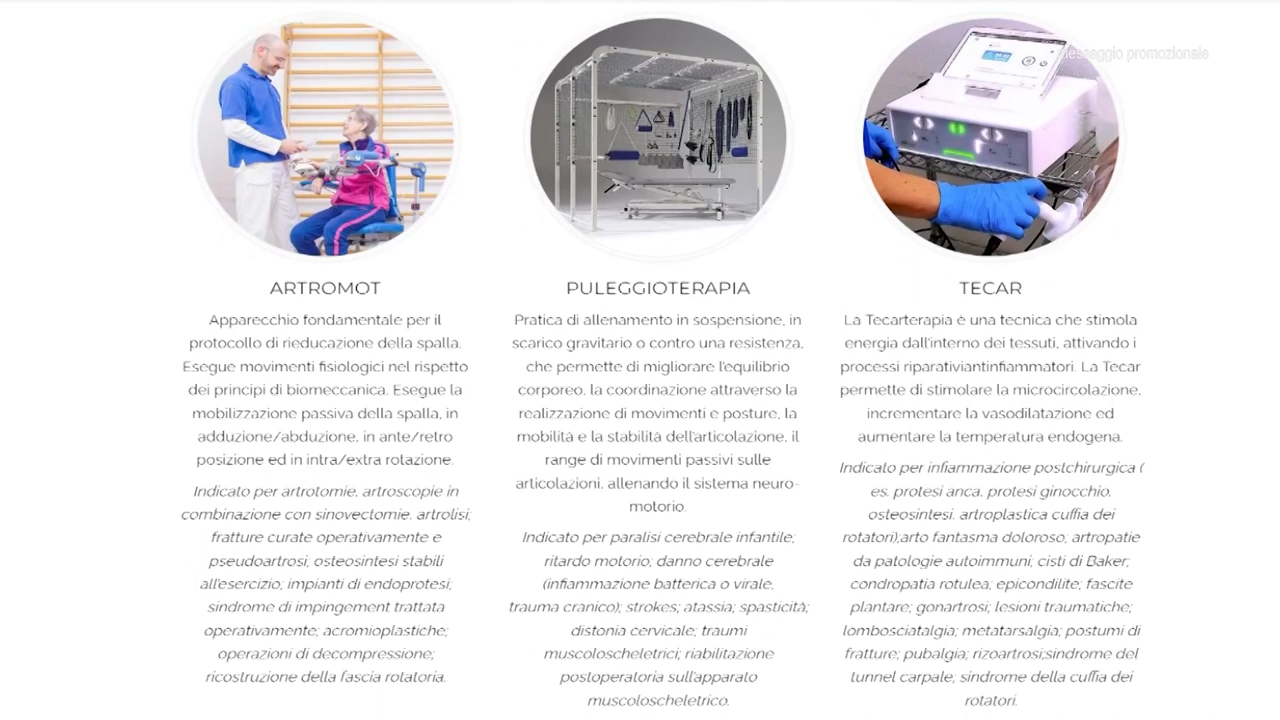 messaggio promozionale
ARTROMOT
Apparecchio fondamentale per il
protocollo di rieducazione della spalla.
Esegue movimenti fisiologici nel rispetto
dei principi di biomeccanica. Esegue la
mobilizzazione passiva della spalla, in
adduzione/abduzione, in ante/retro
posizione ed in intra/extra rotazione.
Indicato per artrotomie, artroscopie in
combinazione con sinovectomie, artrolisi;
fratture curate operativamente e
pseudoartrosi; osteosintesi stabili
all'esercizio; impianti di endoprotesi;
sindrome di impingement trattata
operativamente; acromioplastiche;
operazioni di decompressione;
ricostruzione della fascia rotatoria.
PULEGGIOTERAPIA
Pratica di allenamento in sospensione, in
scarico gravitario o contro una resistenza,
che permette di migliorare l'equilibrio
corporeo, la coordinazione attraverso la
realizzazione di movimenti e posture, la
mobilità e la stabilità dell'articolazione, il
range di movimenti passivi sulle
articolazioni, allenando il sistema neuro-
motorio.
Indicato per paralisi cerebrale infantile;
ritardo motorio; danno cerebrale
(infiammazione batterica o virale,
trauma cranico); strokes; atassia; spasticità;
distonia cervicale; traumi
muscoloscheletrici; riabilitazione
postoperatoria sull'apparato
muscoloscheletrico.
TECAR
La Tecarterapia è una tecnica che stimola
energia dall'interno dei tessuti, attivando i
processi riparativiantinfiammatori. La Tecar
permette di stimolare la microcircolazione,
incrementare la vasodilatazione ed
aumentare la temperatura endogena.
Indicato per infiammazione postchirurgica (
es. protesi anca, protesi ginocchio,
osteosintesi, artroplastica cuffia dei
rotatori),arto fantasma doloroso; artropatie
da patologie autoimmuni; cisti di Baker;
condropatia rotulea; epicondilite; fascite
plantare; gonartrosi; lesioni traumatiche;
lombosciatalgia; metatarsalgia; postumi di
fratture; pubalgia; rizoartrosi;sindrome del
tunnel carpale; sindrome della cuffia dei
rotatori.